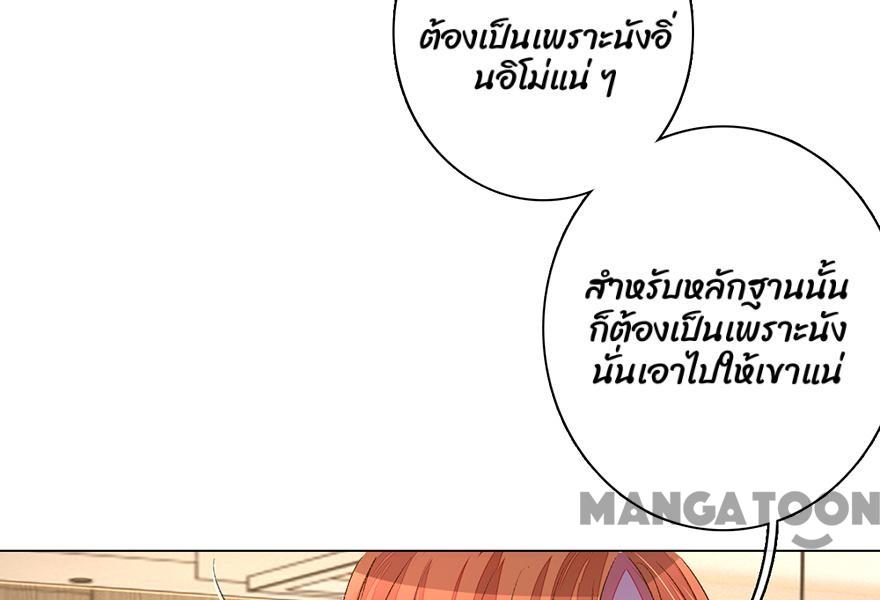 ต้องเป็นเพราะนังอิ่
นอิโม่แน่ ๆ
สำหรับหลักฐานนั้น
ก็ต้องเป็นเพราะนัง
นั่นเอาไปให้เขาแน่
MANGATOON